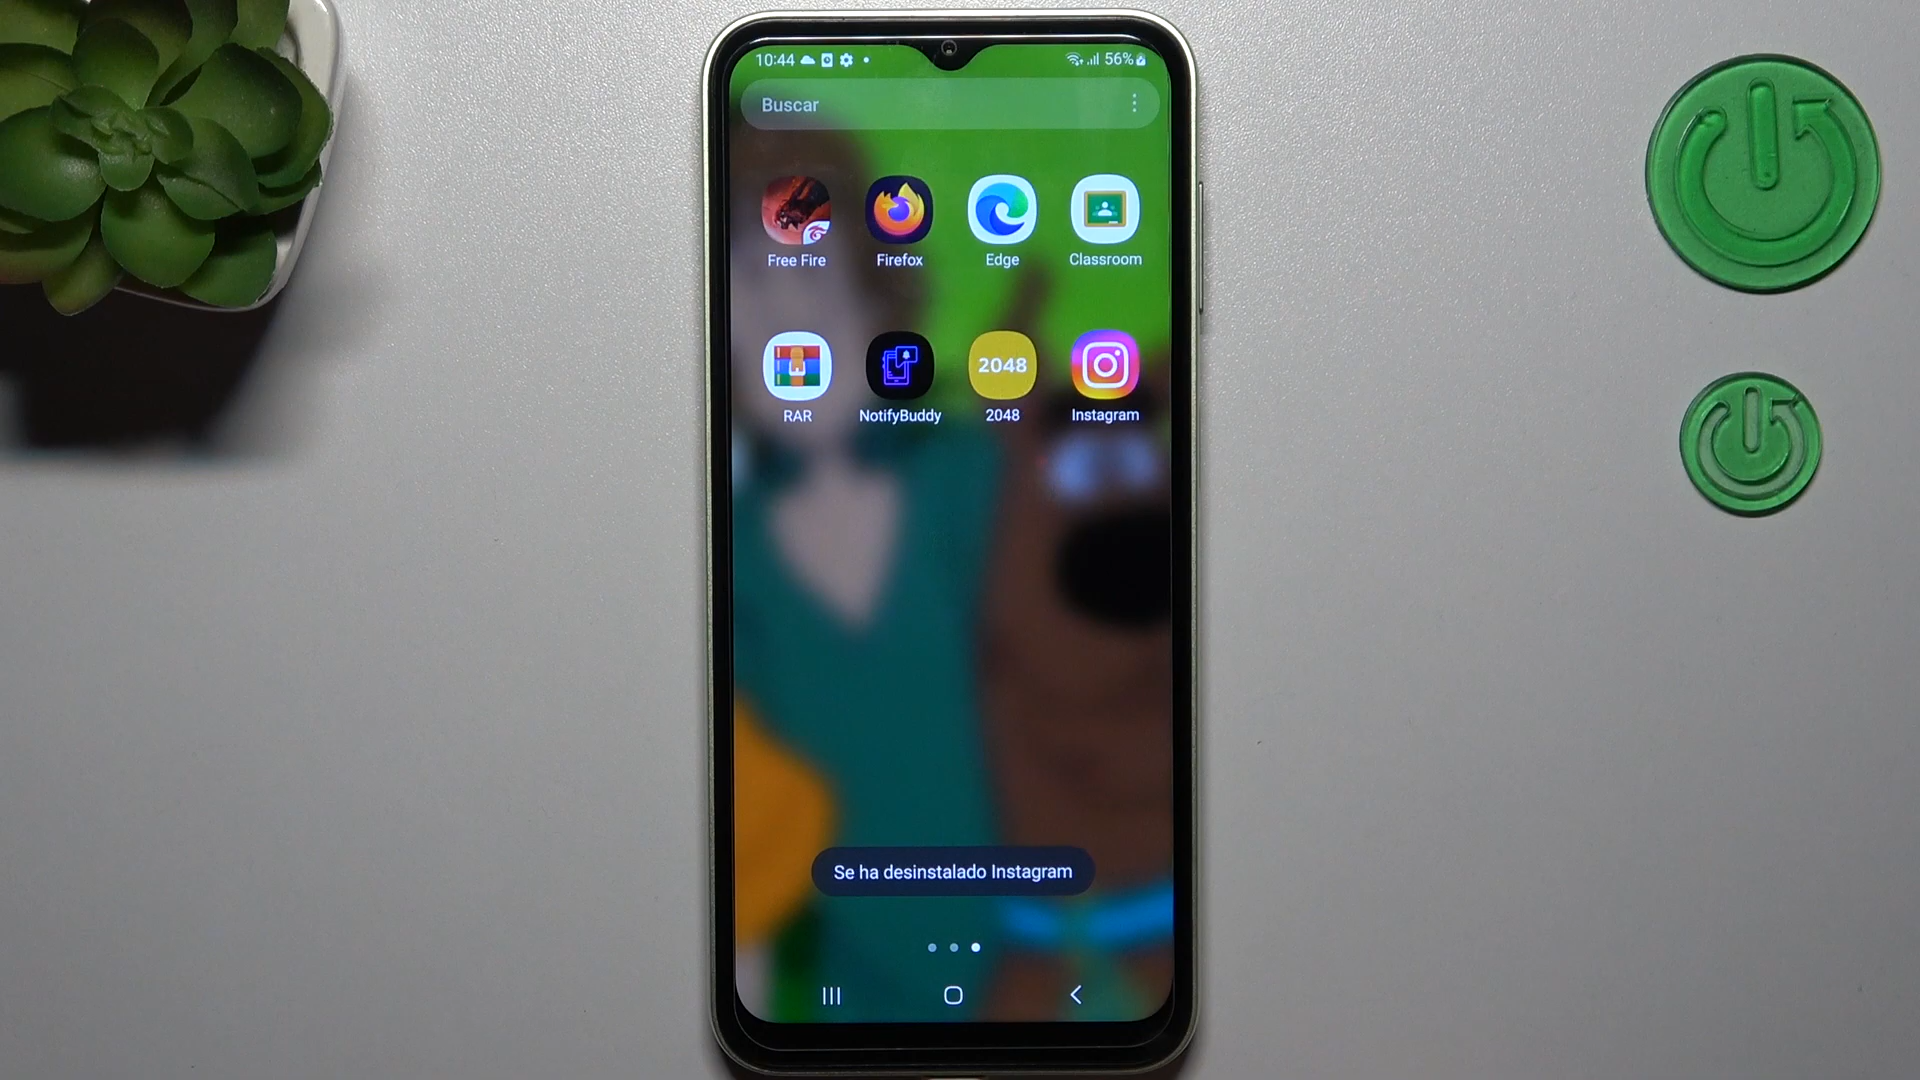 10:44 56%
Buscar
Free Fire Firefox Edge Classroom
2048
RAR NotifyBuddy 2048 Instagram
Se ha desinstalado Instagram